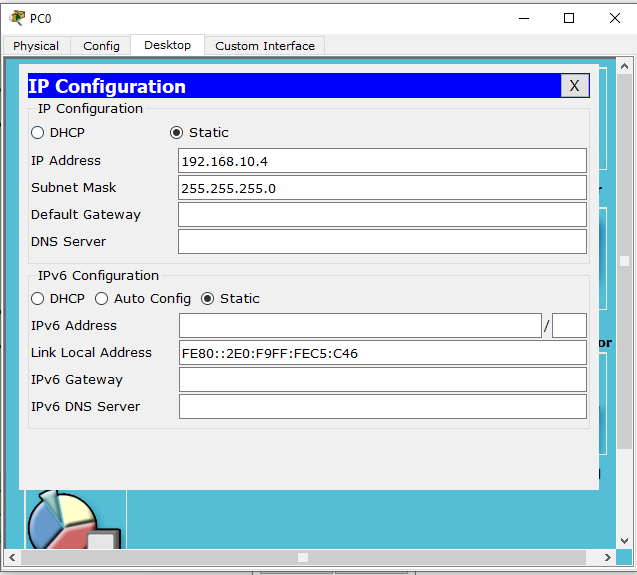 PC0
Physical Config Desktop Custom Interface
IP Configuration X
IP Configuration
DHCP Static
IP Address 192.168.10.4
Subnet Mask 255.255.255.0
Default Gateway
DNS Server
IPv6 Configuration
DHCP Auto Config Static
IPv6 Address /
Link Local Address FE80::2E0:F9FF:FEC5:C46
IPv6 Gateway
IPv6 DNS Server